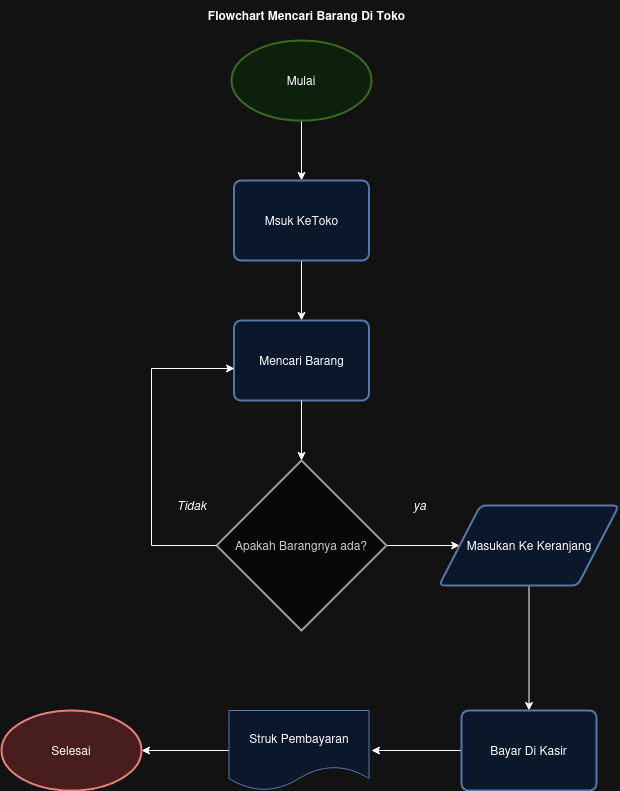 Flowchart Mencari Barang Di Toko
Mulai
Msuk KeToko
Mencari Barang
Tidak
ya
Apakah Barangnya ada?
Masukan Ke Keranjang
Selesai
Struk Pembayaran
Bayar Di Kasir